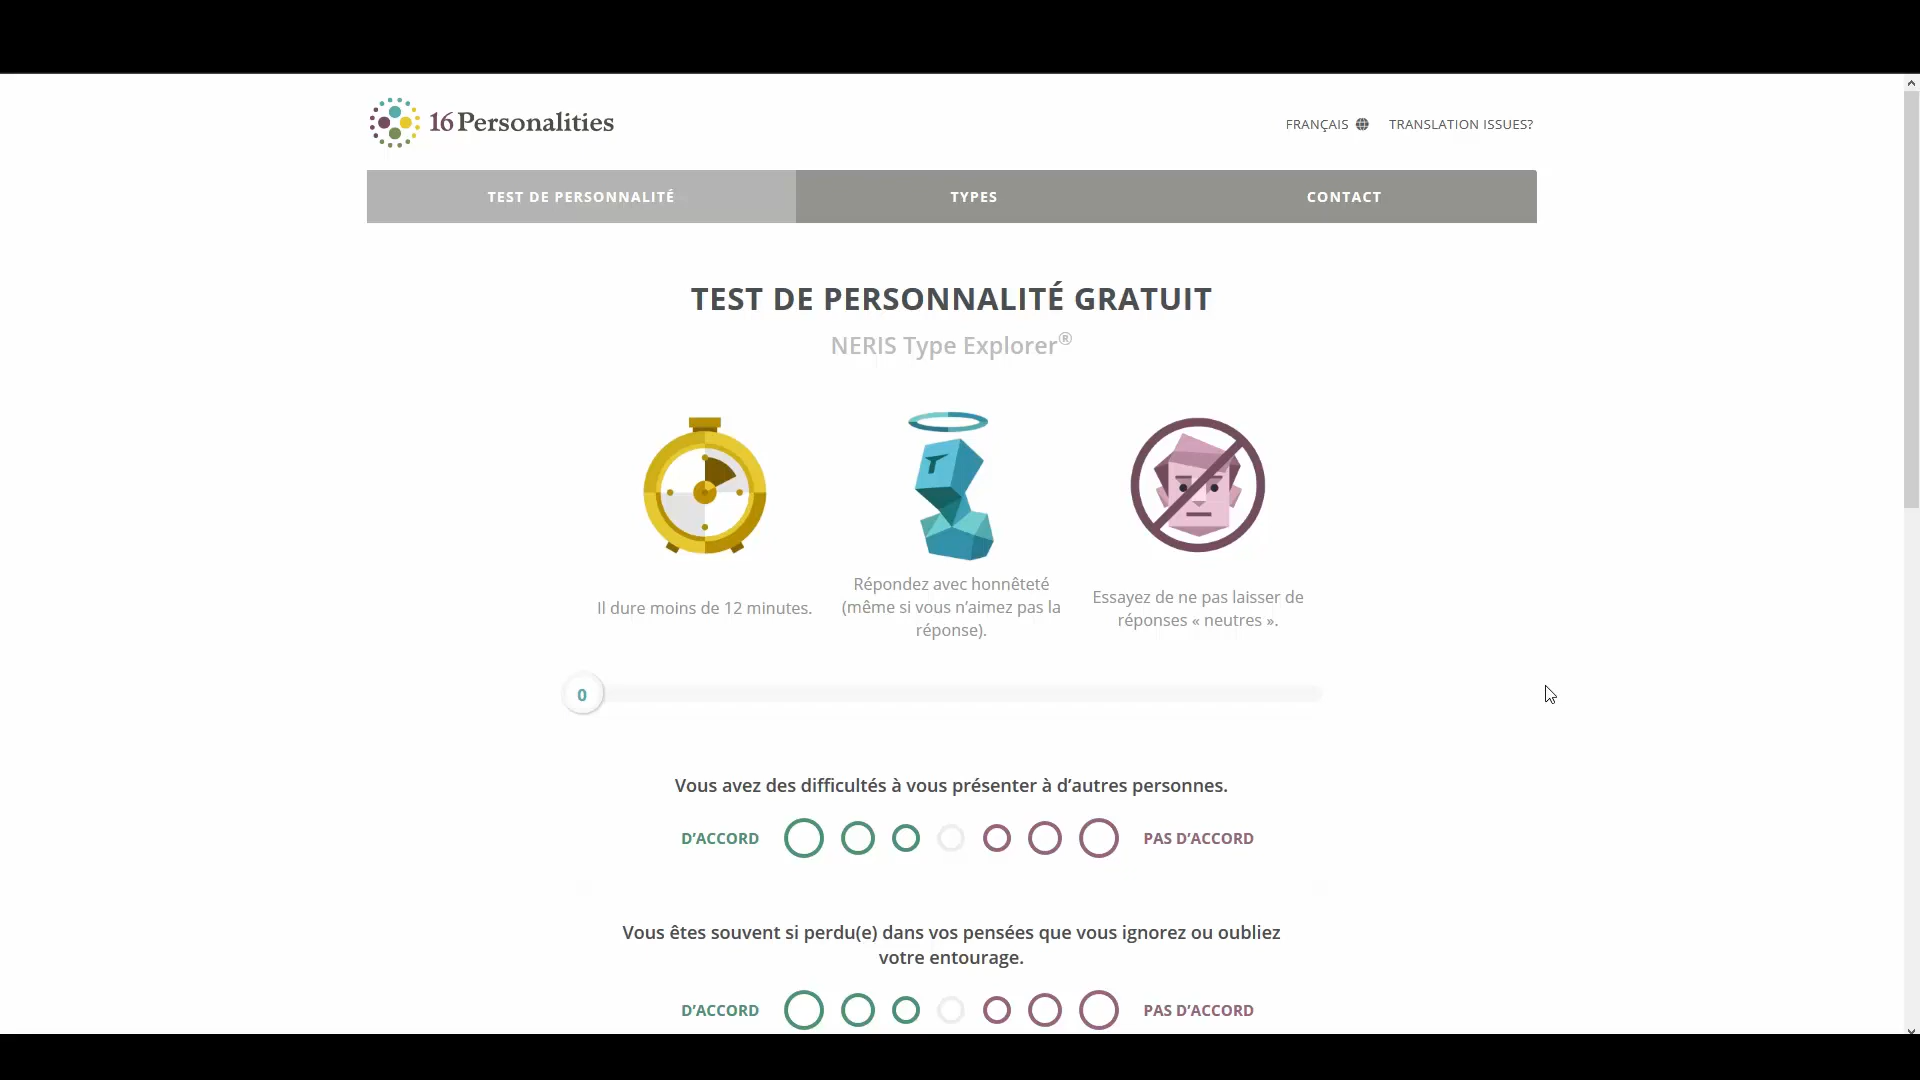 16Personalities
FRANÇAIS
TRANSLATION ISSUES?
TEST DE PERSONNALITÉ
TYPES
CONTACT
TEST DE PERSONNALITÉ GRATUIT
NERIS Type Explorer®
Il dure moins de 12 minutes.
Répondez avec honnêteté
(même si vous n’aimez pas la
réponse).
Essayez de ne pas laisser de
réponses « neutres ».
0
Vous avez des difficultés à vous présenter à d’autres personnes.
D’ACCORD
PAS D’ACCORD
Vous êtes souvent si perdu(e) dans vos pensées que vous ignorez ou oubliez
votre entourage.
D’ACCORD
PAS D’ACCORD